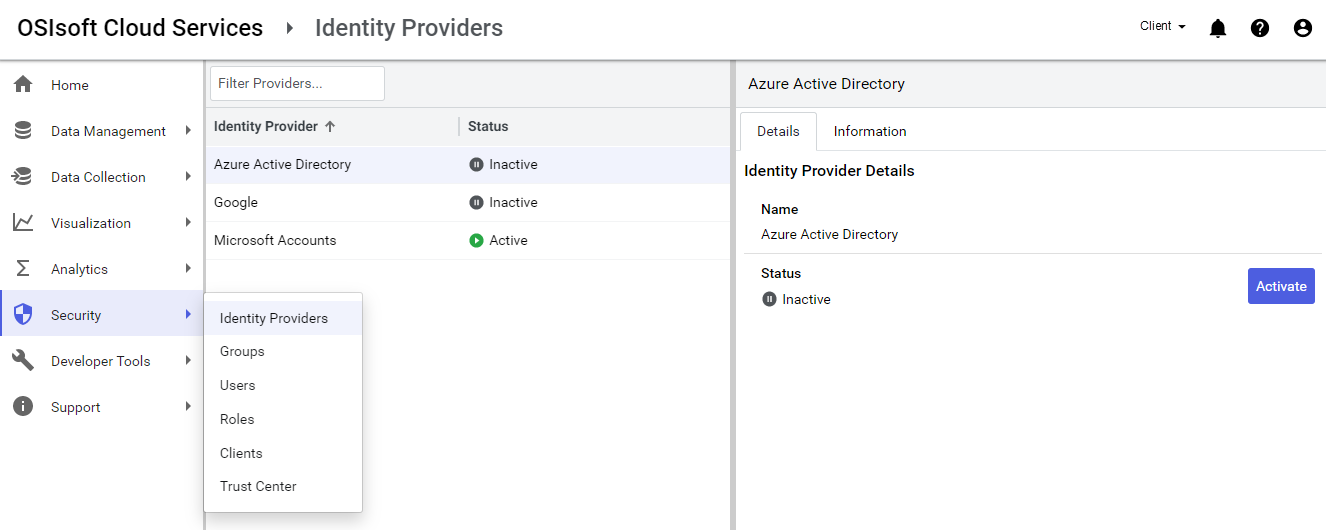 OSIsoft Cloud Services Identity Providers
Client
Home
Data Management
Data Collection
Visualization
Analytics
Security
Developer Tools
Support
Identity Providers
Groups
Users
Roles
Clients
Trust Center
Filter Providers...
Identity Provider Status
Azure Active Directory Inactive
Google Inactive
Microsoft Accounts Active
Azure Active Directory
Details Information
Identity Provider Details
Name
Azure Active Directory
Status
Inactive
Activate